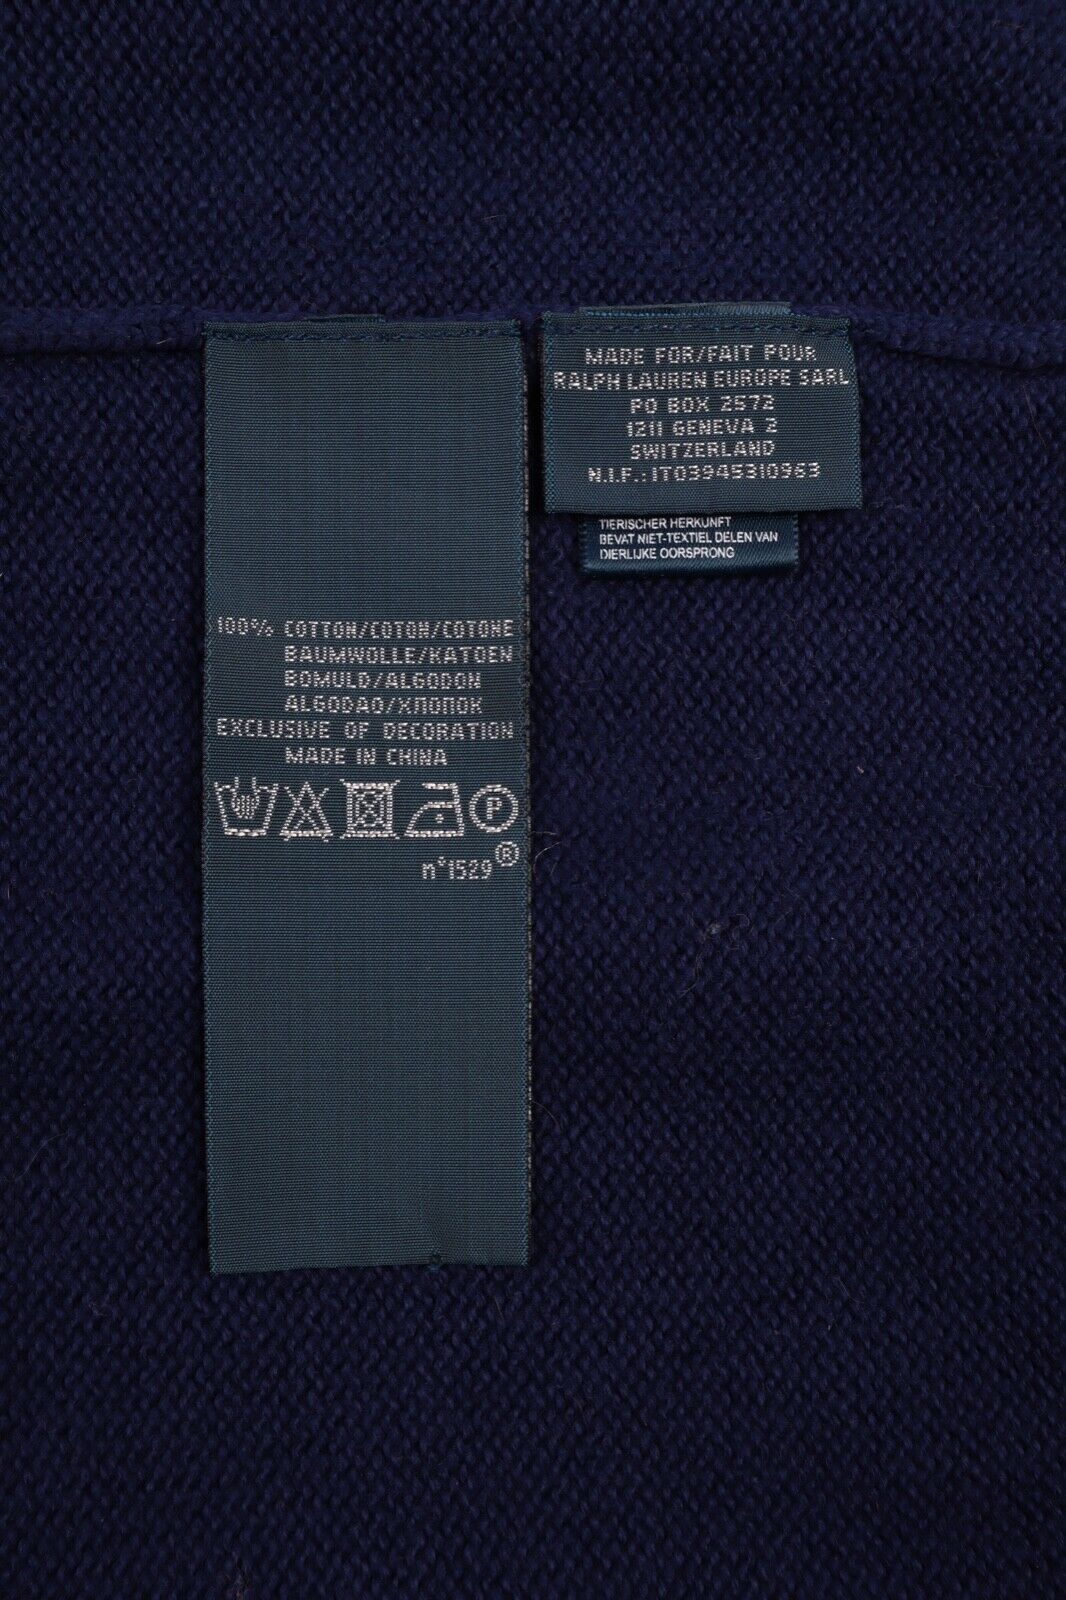 100% COTTON/COTON/COTONE
BAUMWOLLE/KATOEN
BOMULD/ALGODON
ALGODAO/ХЛОПОК
EXCLUSIVE OF DECORATION
MADE IN CHINA
P
n°1529®
MADE FOR/FAIT POUR
RALPH LAUREN EUROPE SARL
PO BOX 2572
1211 GENEVA 2
SWITZERLAND
N.I.F.:IT03945310963
TIERISCHER HERKUNFT
BEVAT NIET-TEXTIEL DELEN VAN
DIERLIJKE OORSPRONG